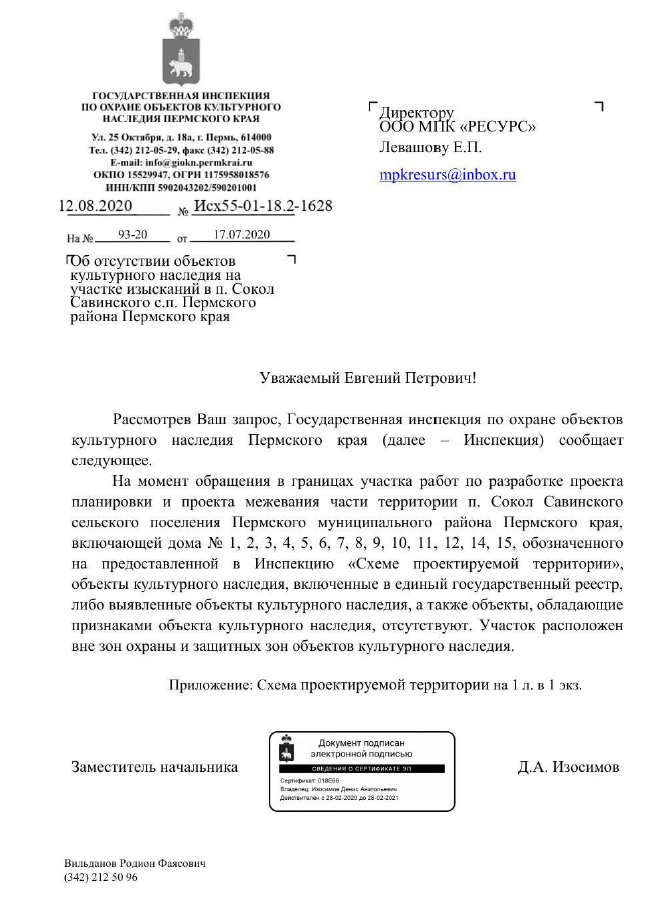 ГОСУДАРСТВЕННАЯ ИНСПЕКЦИЯ
ПО ОХРАНЕ ОБЪЕКТОВ КУЛЬТУРНОГО
НАСЛЕДИЯ ПЕРМСКОГО КРАЯ
Ул. 25 Октября, д. 18а, г. Пермь, 614000
Тел. (342) 212-05-29, факс (342) 212-05-88
E-mail: info@giokn.permkrai.ru
ОКПО 15529947, ОГРН 1175958018576
ИНН/КПП 5902043202/590201001
12.08.2020 № Исх55-01-18.2-1628
На № 93-20 от 17.07.2020
Об отсутствии объектов
культурного наследия на
участке изысканий в п. Сокол
Савинского с.п. Пермского
района Пермского края
Директору
ООО МПК «РЕСУРС»
Левашову Е.П.
mpkresurs@inbox.ru
Уважаемый Евгений Петрович!
Рассмотрев Ваш запрос, Государственная инспекция по охране объектов
культурного наследия Пермского края (далее – Инспекция) сообщает
следующее.
На момент обращения в границах участка работ по разработке проекта
планировки и проекта межевания части территории п. Сокол Савинского
сельского поселения Пермского муниципального района Пермского края,
включающей дома № 1, 2, 3, 4, 5, 6, 7, 8, 9, 10, 11, 12, 14, 15, обозначенного
на предоставленной в Инспекцию «Схеме проектируемой территории»,
объекты культурного наследия, включенные в единый государственный реестр,
либо выявленные объекты культурного наследия, а также объекты, обладающие
признаками объекта культурного наследия, отсутствуют. Участок расположен
вне зон охраны и защитных зон объектов культурного наследия.
Приложение: Схема проектируемой территории на 1 л. в 1 экз.
Заместитель начальника
Документ подписан
электронной подписью
СВЕДЕНИЯ О СЕРТИФИКАТЕ ЭП
Сертификат: 018E66
Владелец: Изосимов Денис Анатольевич
Действителен с 28-02-2020 до 28-02-2021
Д.А. Изосимов
Вильданов Родион Фаясович
(342) 212 50 96